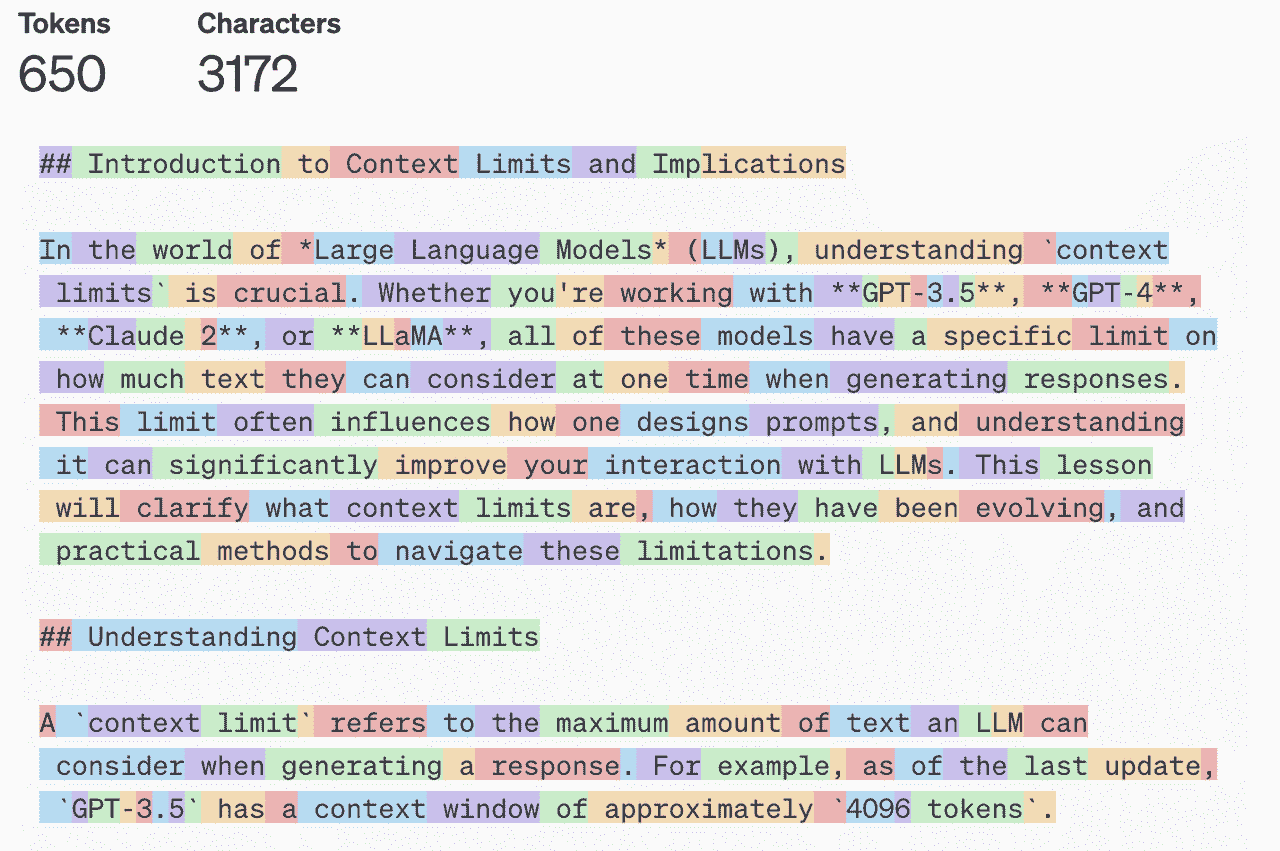 Tokens Characters
650 3172
## Introduction to Context Limits and Implications
In the world of *Large Language Models* (LLMs), understanding `context
limits` is crucial. Whether you're working with **GPT-3.5**, **GPT-4**,
**Claude 2**, or **LLaMA**, all of these models have a specific limit on
how much text they can consider at one time when generating responses.
This limit often influences how one designs prompts, and understanding
it can significantly improve your interaction with LLMs. This lesson
will clarify what context limits are, how they have been evolving, and
practical methods to navigate these limitations.
## Understanding Context Limits
A `context limit` refers to the maximum amount of text an LLM can
consider when generating a response. For example, as of the last update,
`GPT-3.5` has a context window of approximately `4096 tokens`.